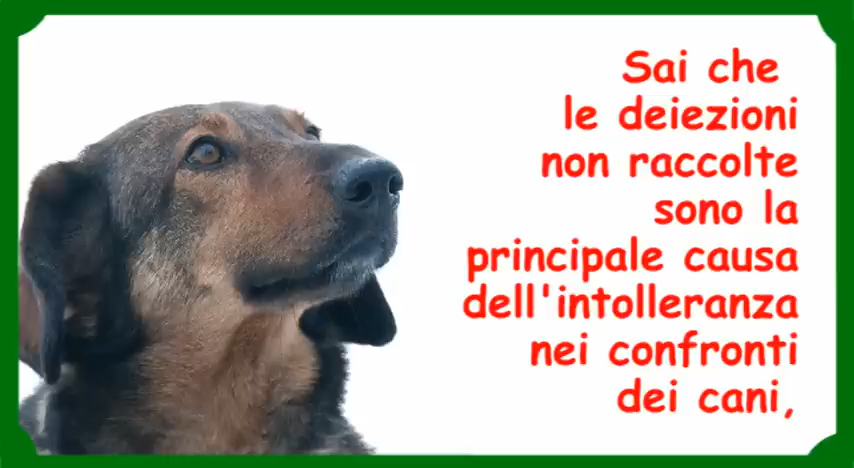 Sai che
le deiezioni
non raccolte
sono la
principale causa
dell'intolleranza
nei confronti
dei cani,